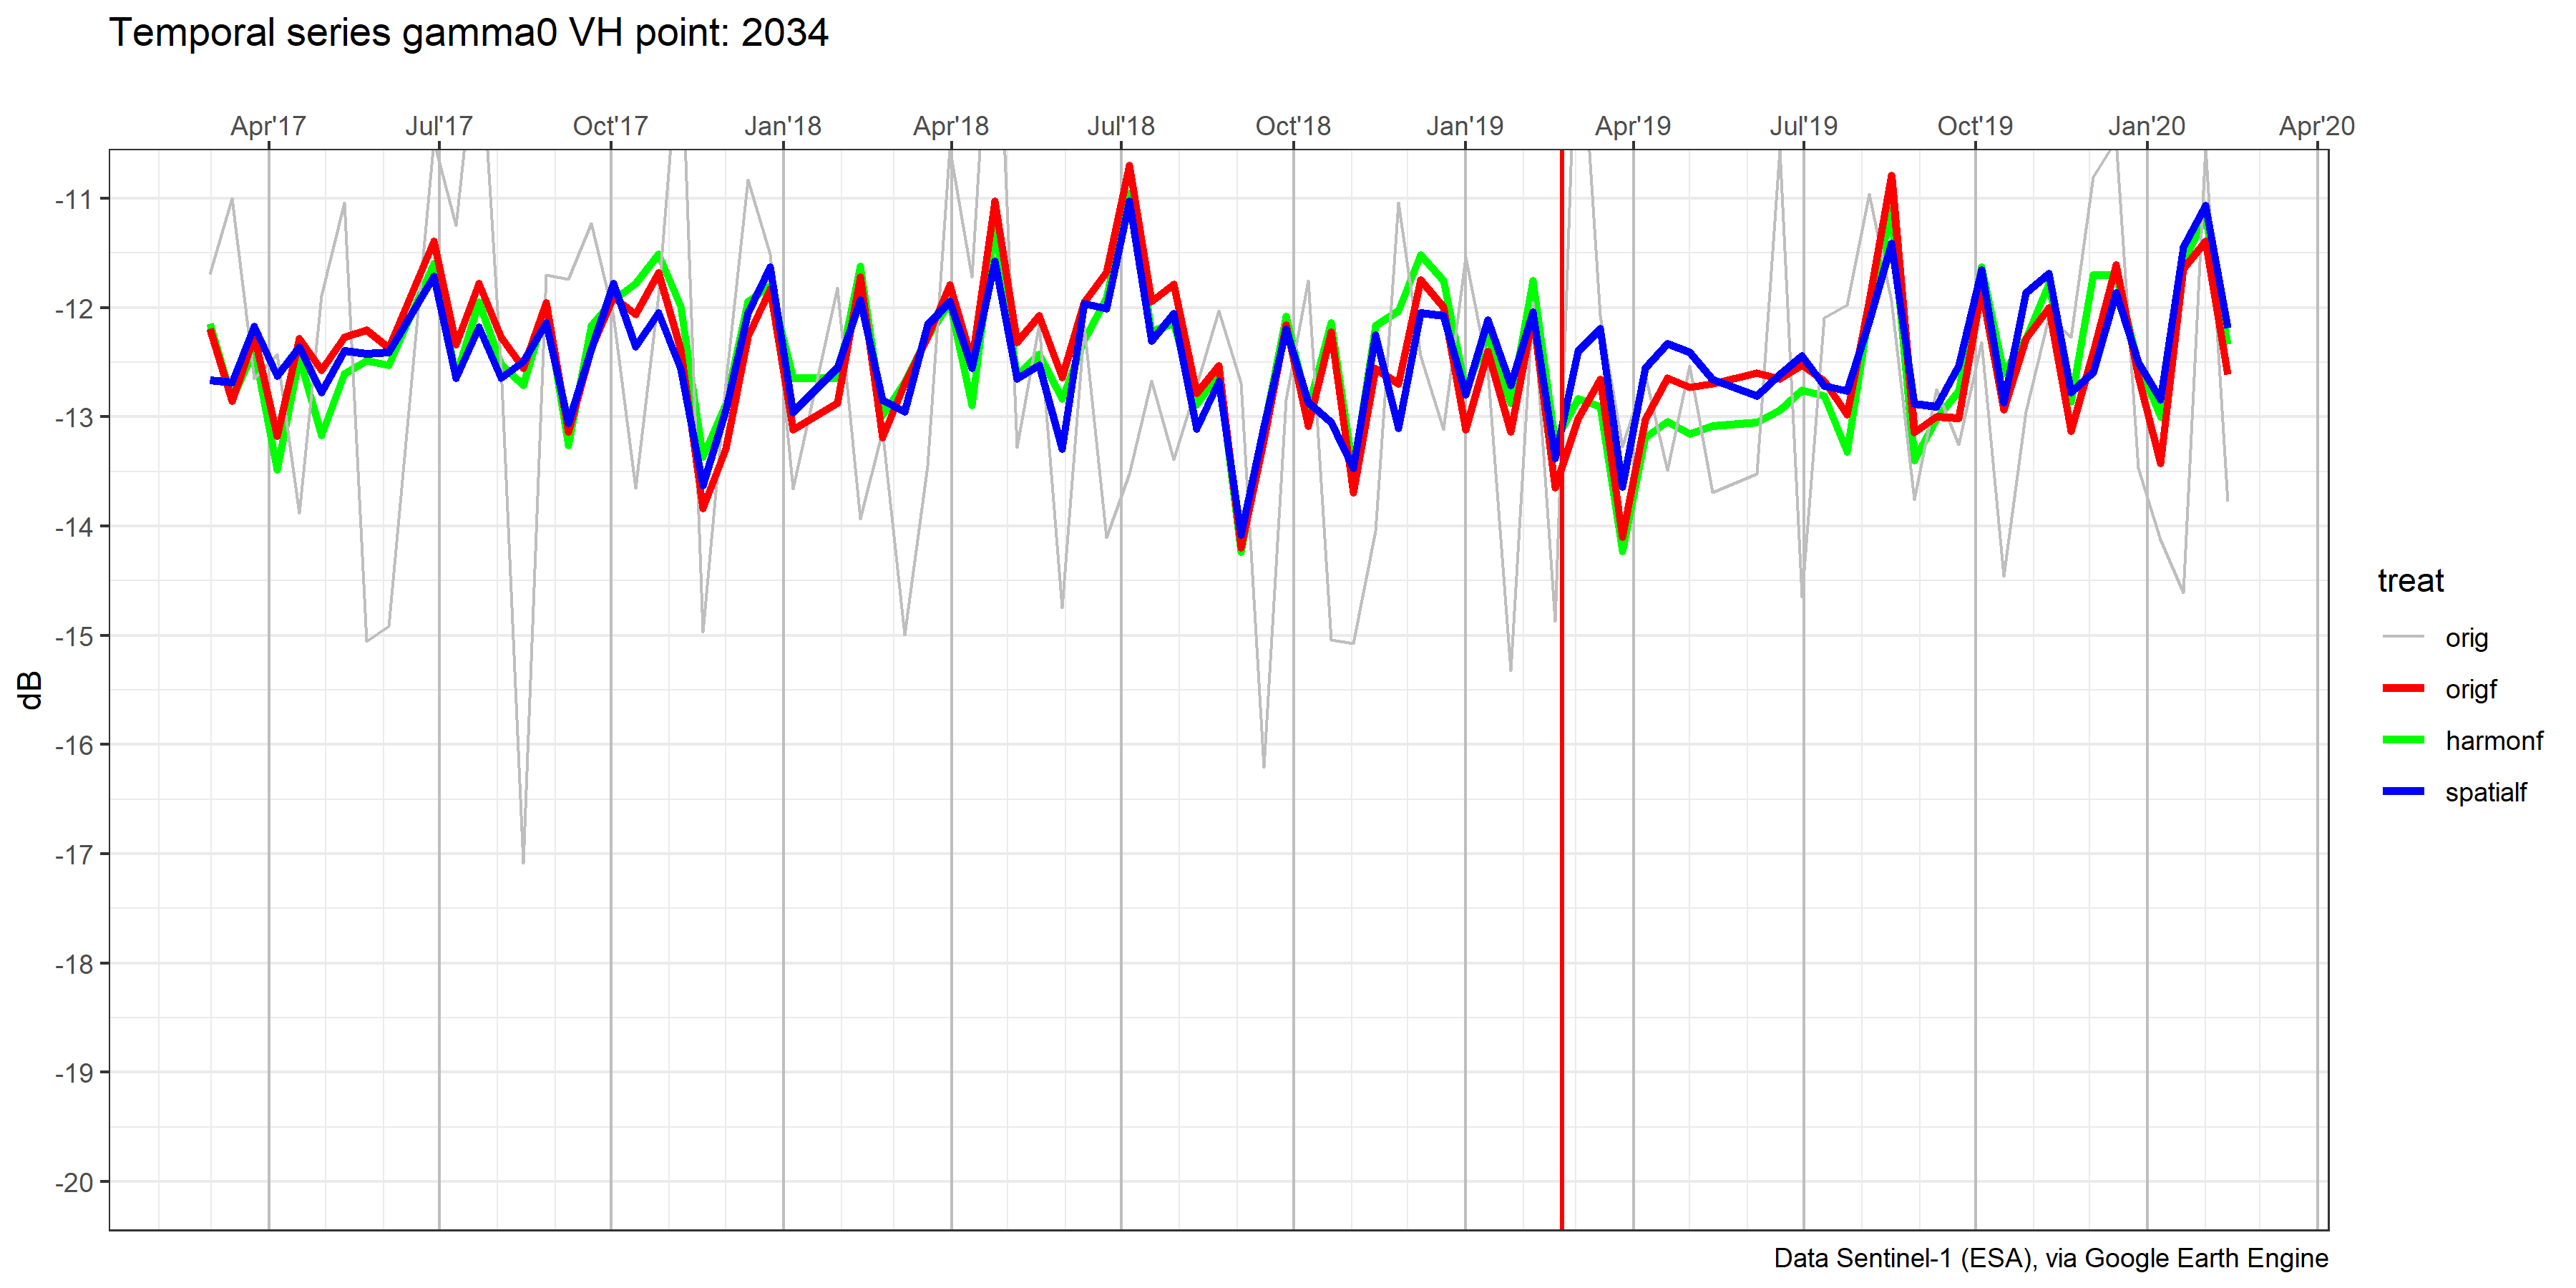 Temporal series gamma0 VH point: 2034
Apr'17 Jul'17 Oct'17 Jan'18 Apr'18 Jul'18 Oct'18 Jan'19 Apr'19 Jul'19 Oct'19 Jan'20 Apr'20
-11
-12
-13
-14
-15
-16
-17
-18
-19
-20
dB
treat
orig
origf
harmonf
spatialf
Data Sentinel-1 (ESA), via Google Earth Engine